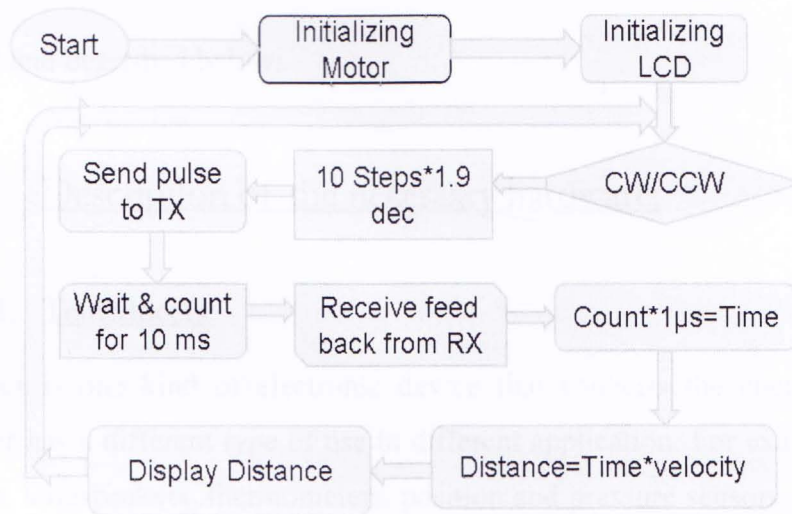 Start
Initializing
Motor
Initializing
LCD
Send pulse
to TX
10 Steps*1.9
dec
CW/CCW
Wait & count
for 10 ms
Receive feed
back from RX
Count*1µs=Time
Display Distance
Distance=Time*velocity